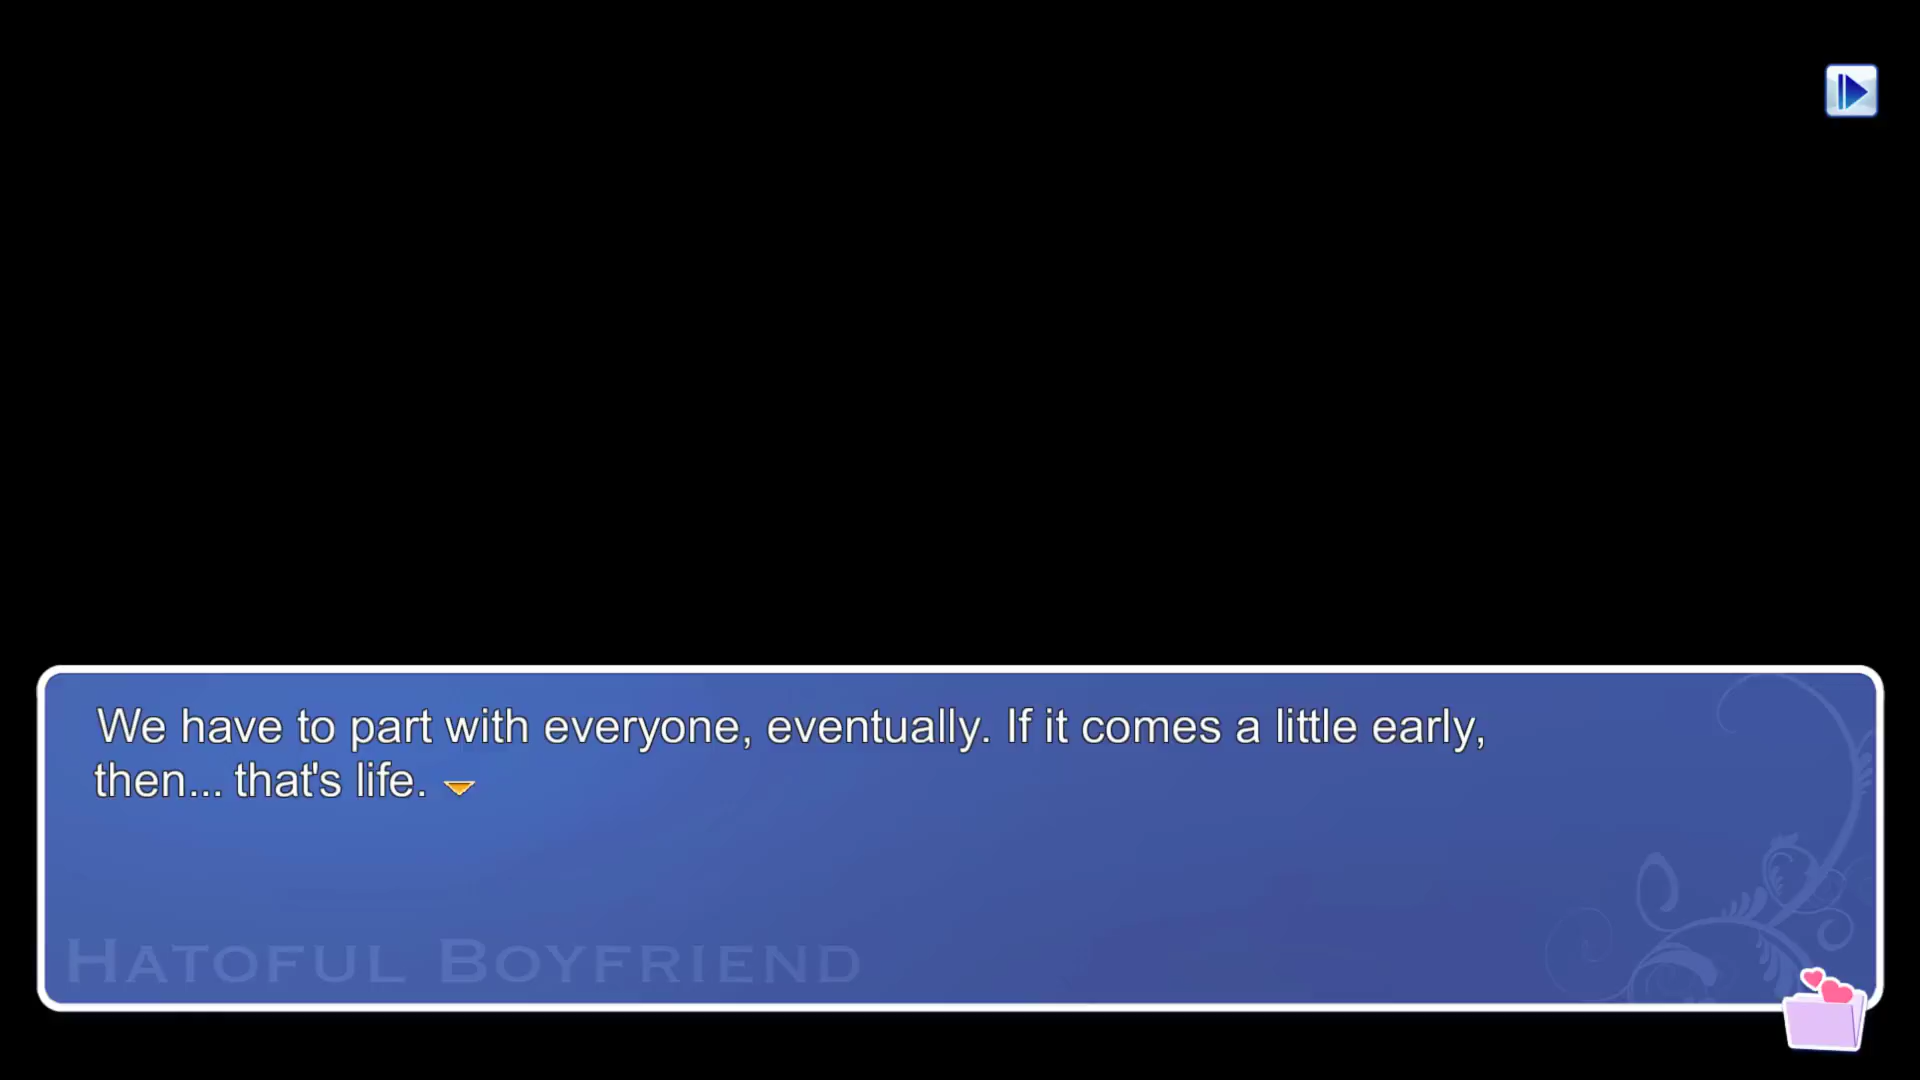 We have to part with everyone, eventually. If it comes a little early,
then... that's life.
HATOFUL BOYFRIEND